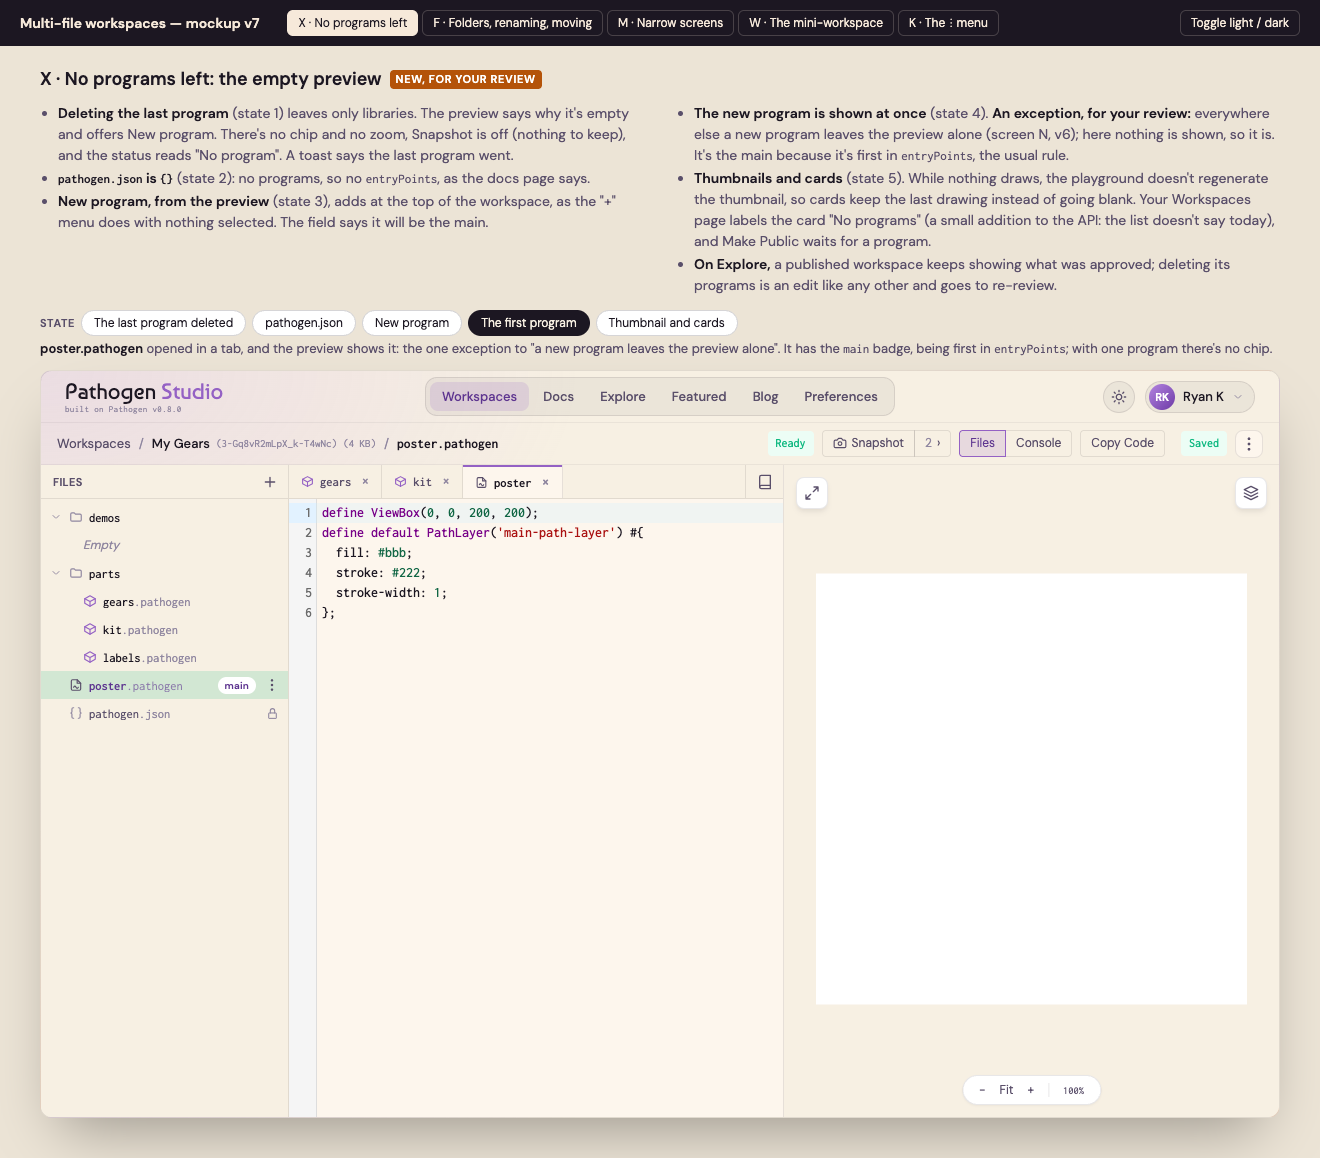 Multi-file workspaces — mockup v7
X · No programs left
F · Folders, renaming, moving
M · Narrow screens
W · The mini-workspace
K · The ⋮ menu
Toggle light / dark
X · No programs left: the empty preview
NEW, FOR YOUR REVIEW
• Deleting the last program (state 1) leaves only libraries. The preview says why it's empty
and offers New program. There's no chip and no zoom, Snapshot is off (nothing to keep),
and the status reads "No program". A toast says the last program went.
• pathogen.json is {} (state 2): no programs, so no entryPoints, as the docs page says.
• New program, from the preview (state 3), adds at the top of the workspace, as the "+"
menu does with nothing selected. The field says it will be the main.
• The new program is shown at once (state 4). An exception, for your review: everywhere
else a new program leaves the preview alone (screen N, v6); here nothing is shown, so it is.
It's the main because it's first in entryPoints, the usual rule.
• Thumbnails and cards (state 5). While nothing draws, the playground doesn't regenerate
the thumbnail, so cards keep the last drawing instead of going blank. Your Workspaces
page labels the card "No programs" (a small addition to the API: the list doesn't say today),
and Make Public waits for a program.
• On Explore, a published workspace keeps showing what was approved; deleting its
programs is an edit like any other and goes to re-review.
STATE
The last program deleted
pathogen.json
New program
The first program
Thumbnail and cards
poster.pathogen opened in a tab, and the preview shows it: the one exception to "a new program leaves the preview alone". It has the main badge, being first in entryPoints; with one program there's no chip.
Pathogen Studio
built on Pathogen v0.8.0
Workspaces
Docs
Explore
Featured
Blog
Preferences
RK
Ryan K
Workspaces / My Gears (3-Gq8vR2mLpX_k-T4wNc) (4 KB) / poster.pathogen
Ready
Snapshot
2 ›
Files
Console
Copy Code
Saved
FILES
gears ×
kit ×
poster ×
demos
Empty
parts
gears.pathogen
kit.pathogen
labels.pathogen
poster.pathogen
main
{} pathogen.json
1 define ViewBox(0, 0, 200, 200);
2 define default PathLayer('main-path-layer') #{
3 fill: #bbb;
4 stroke: #222;
5 stroke-width: 1;
6 };
− Fit + 100%